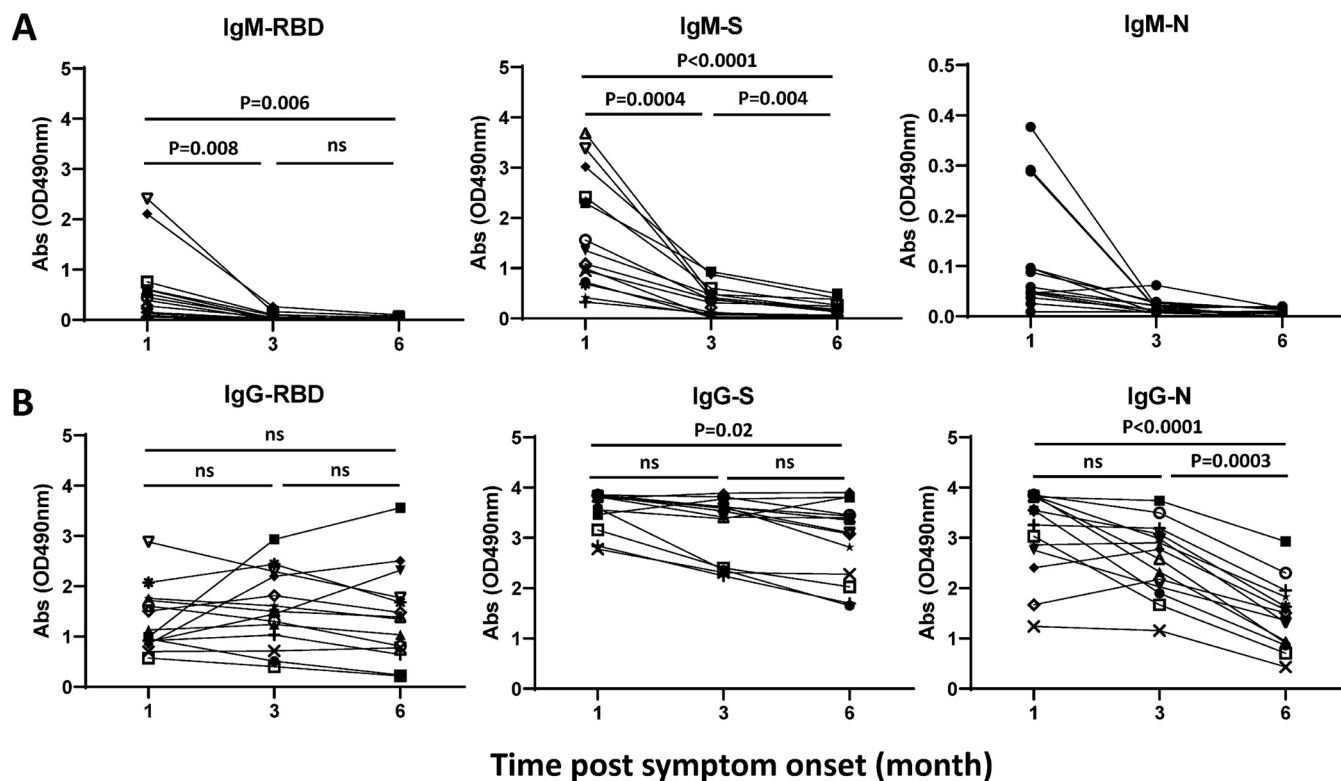 A
IgM-RBD
IgM-S
IgM-N
Abs (OD490nm)
5
4
3
2
1
0
P=0.006
P=0.008
ns
1
3
6
Abs (OD490nm)
5
4
3
2
1
0
P<0.0001
P=0.0004
P=0.004
1
3
6
Abs (OD490nm)
0.5
0.4
0.3
0.2
0.1
0.0
1
3
6
B
IgG-RBD
IgG-S
IgG-N
Abs (OD490nm)
5
4
3
2
1
0
ns
ns
ns
1
3
6
Abs (OD490nm)
5
4
3
2
1
0
P=0.02
ns
ns
1
3
6
Abs (OD490nm)
5
4
3
2
1
0
P<0.0001
ns
P=0.0003
1
3
6
Time post symptom onset (month)